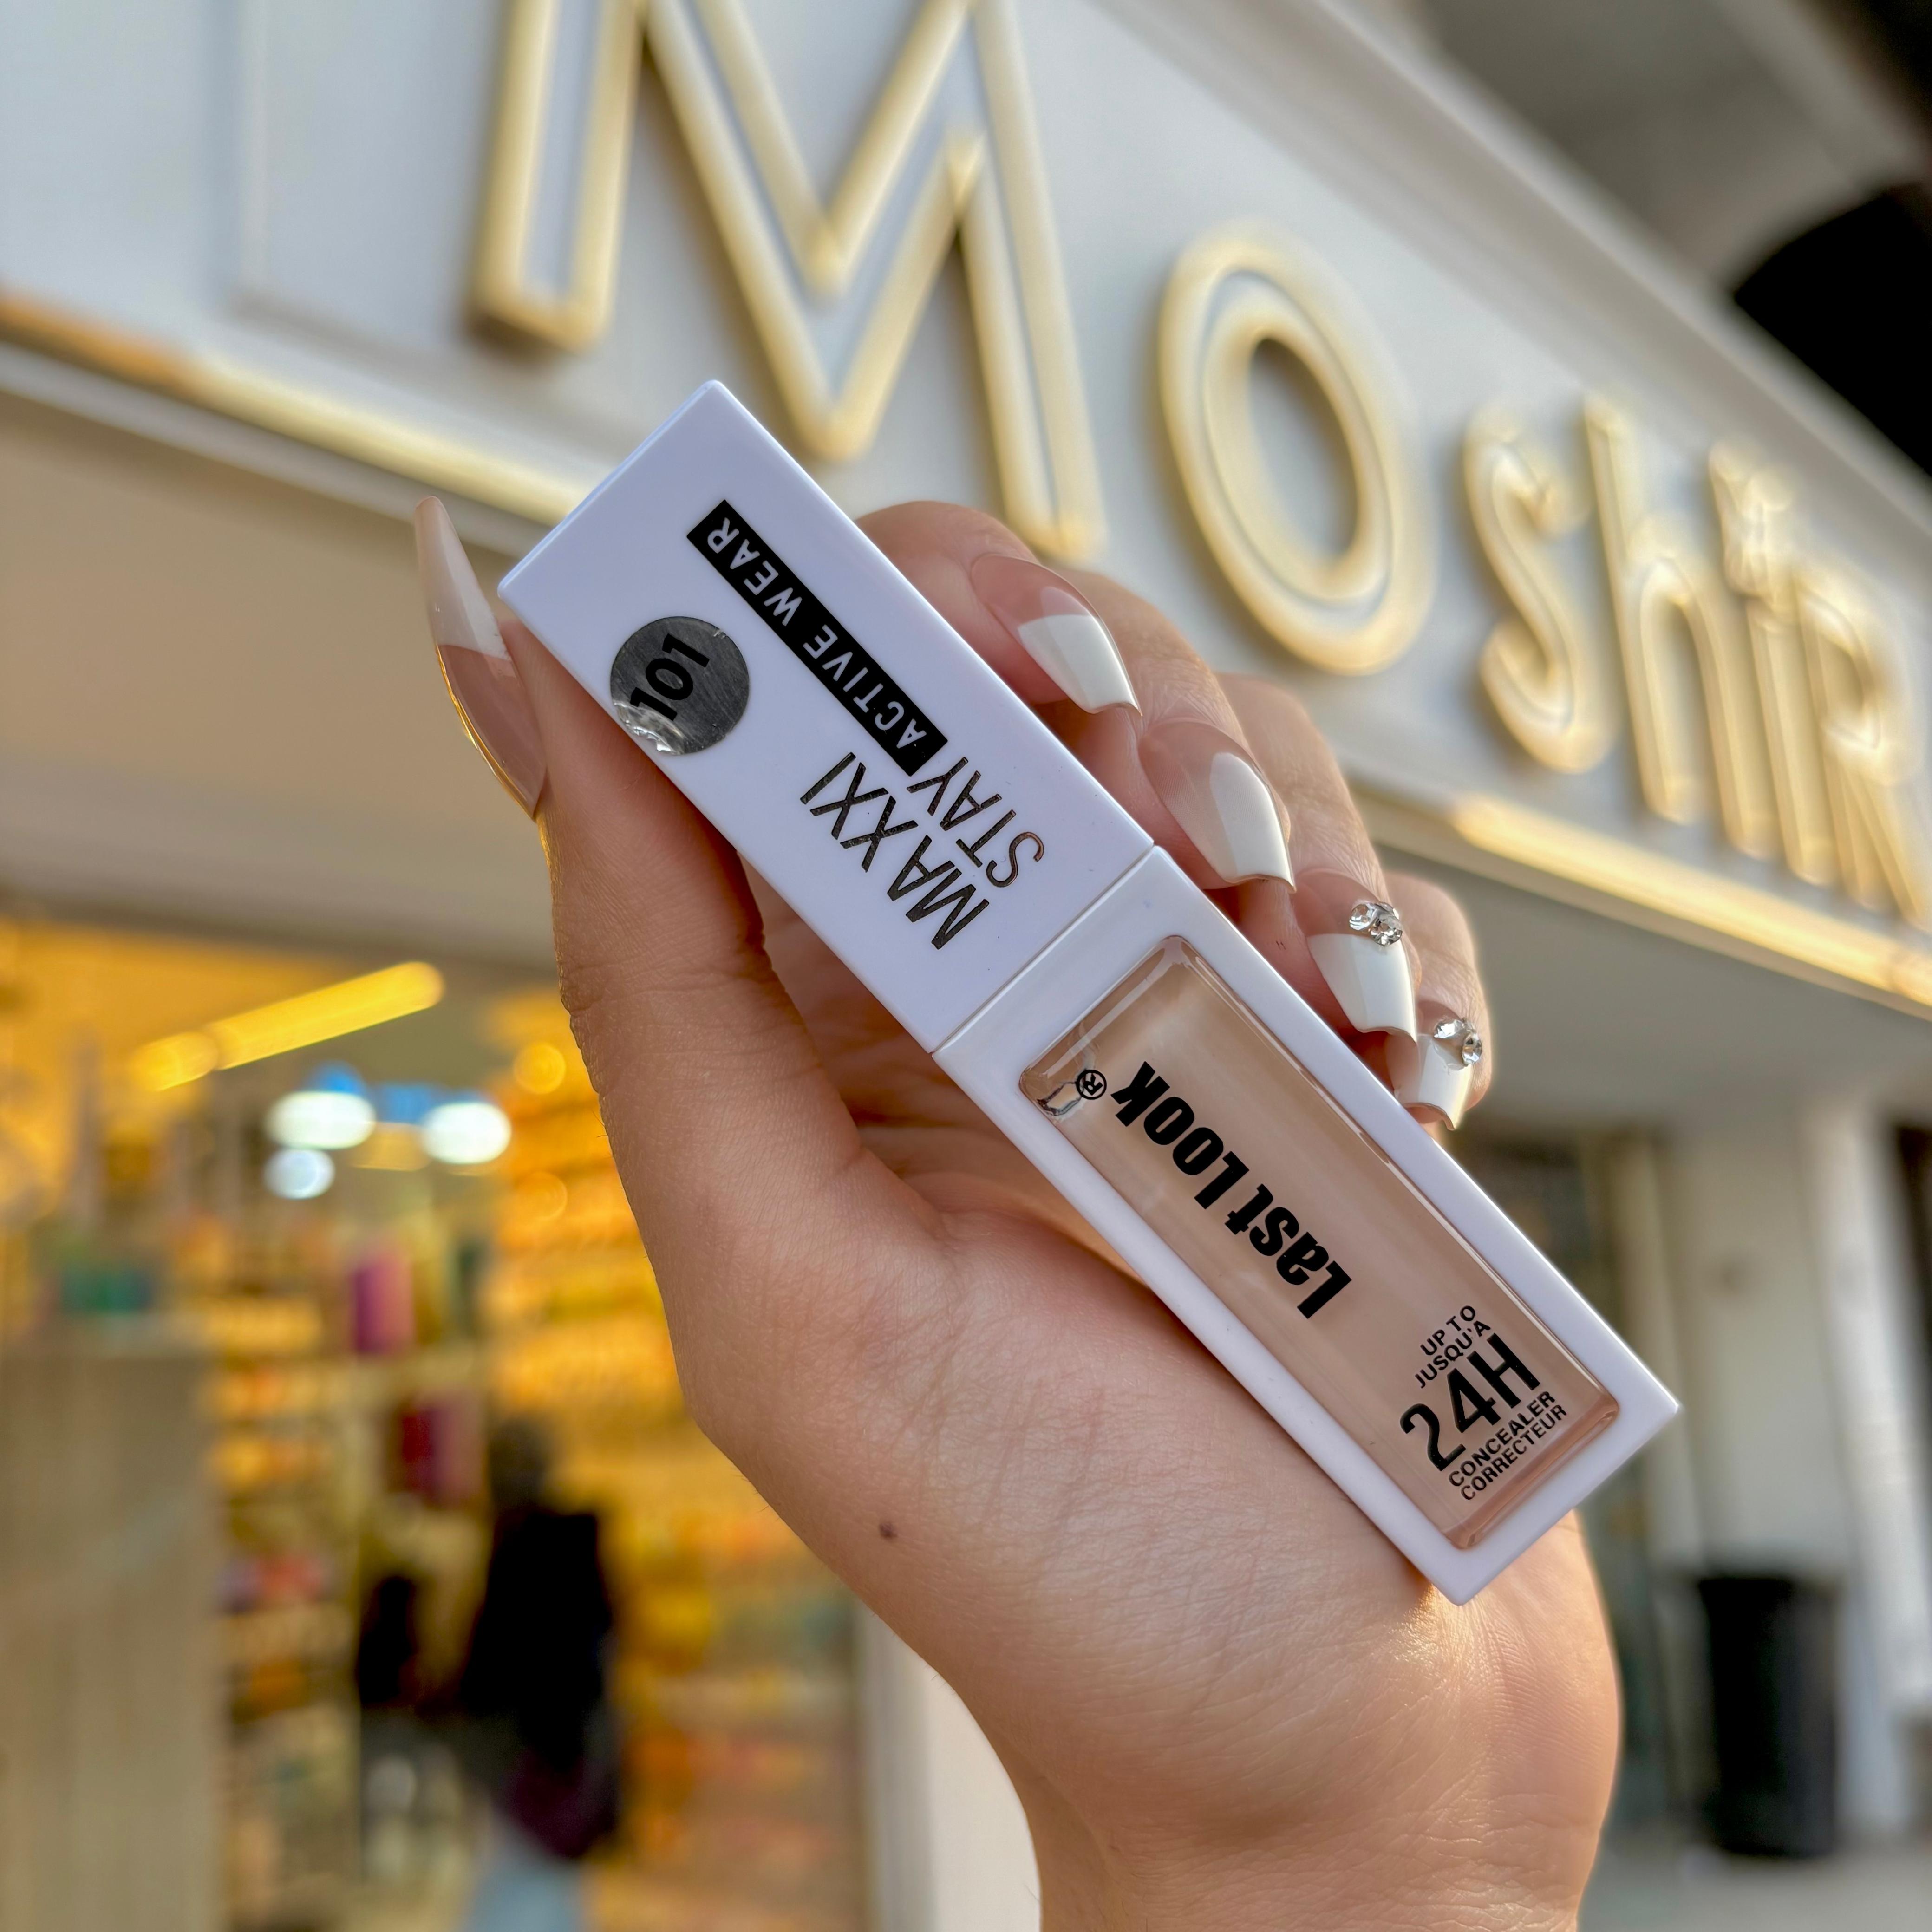 MoshiR
101
ACTIVE WEAR
MAXXI
STAY
Last Look®
UP TO
JUSQU'A
24H
CONCEALER
CORRECTEUR